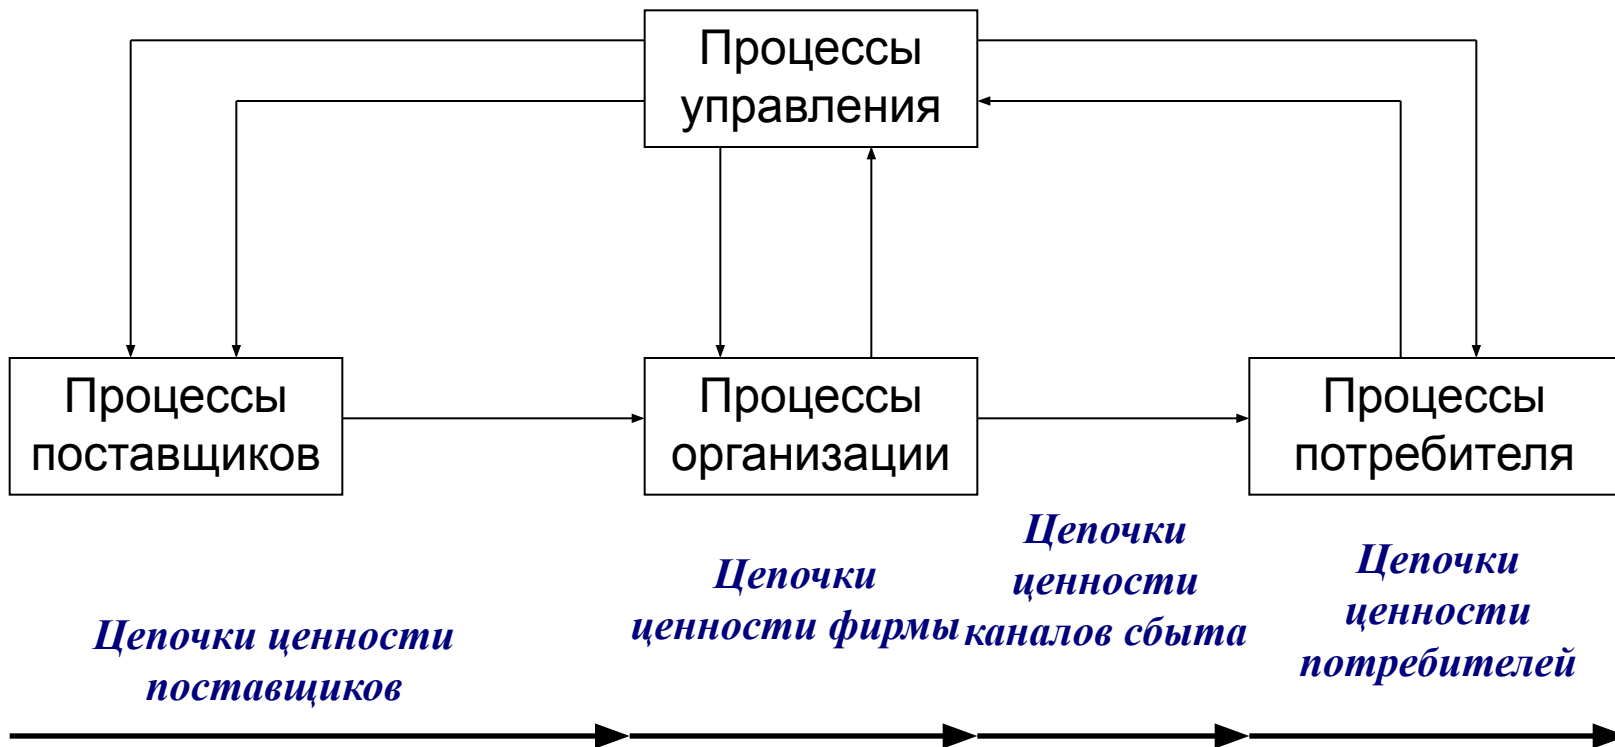 Процессы
управления
Процессы
поставщиков
Процессы
организации
Процессы
потребителя
Цепочки ценности
поставщиков
Цепочки
ценности фирмы
Цепочки
ценности
каналов сбыта
Цепочки
ценности
потребителей